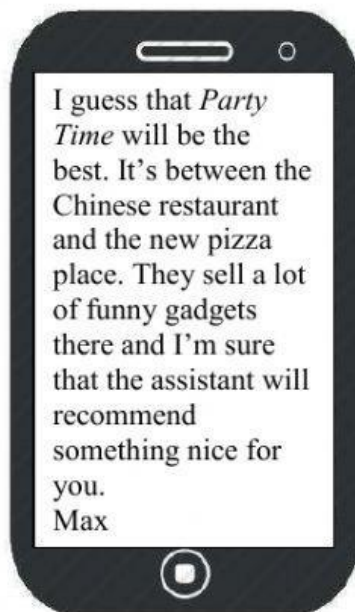 I guess that Party
Time will be the
best. It’s between the
Chinese restaurant
and the new pizza
place. They sell a lot
of funny gadgets
there and I’m sure
that the assistant will
recommend
something nice for
you.
Max